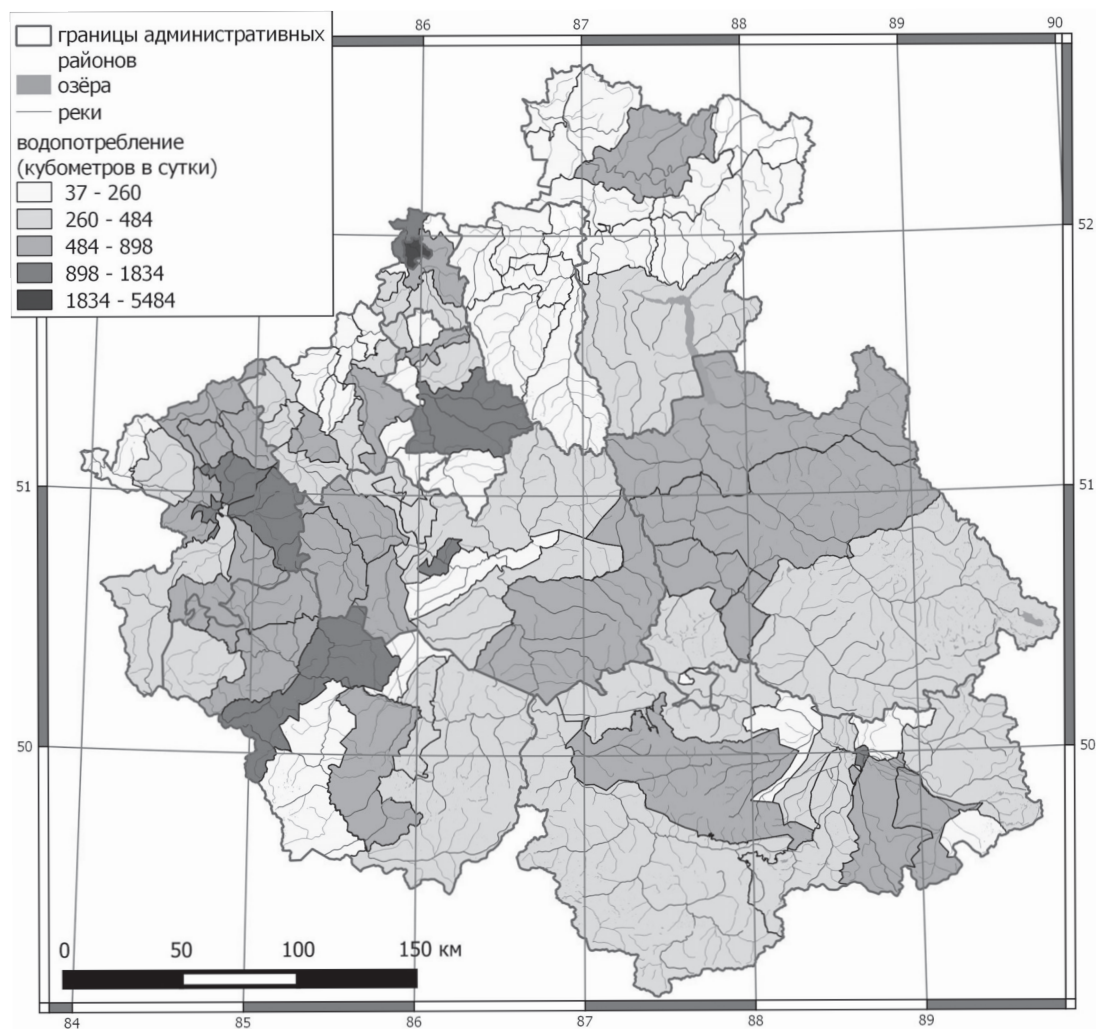 границы административных
районов
озёра
реки
водопотребление
(кубометров в сутки)
37 - 260
260 - 484
484 - 898
898 - 1834
1834 - 5484
86 87 88 89 90
52
51 51
50 50
0 50 100 150 км
84 85 86 87 88 89